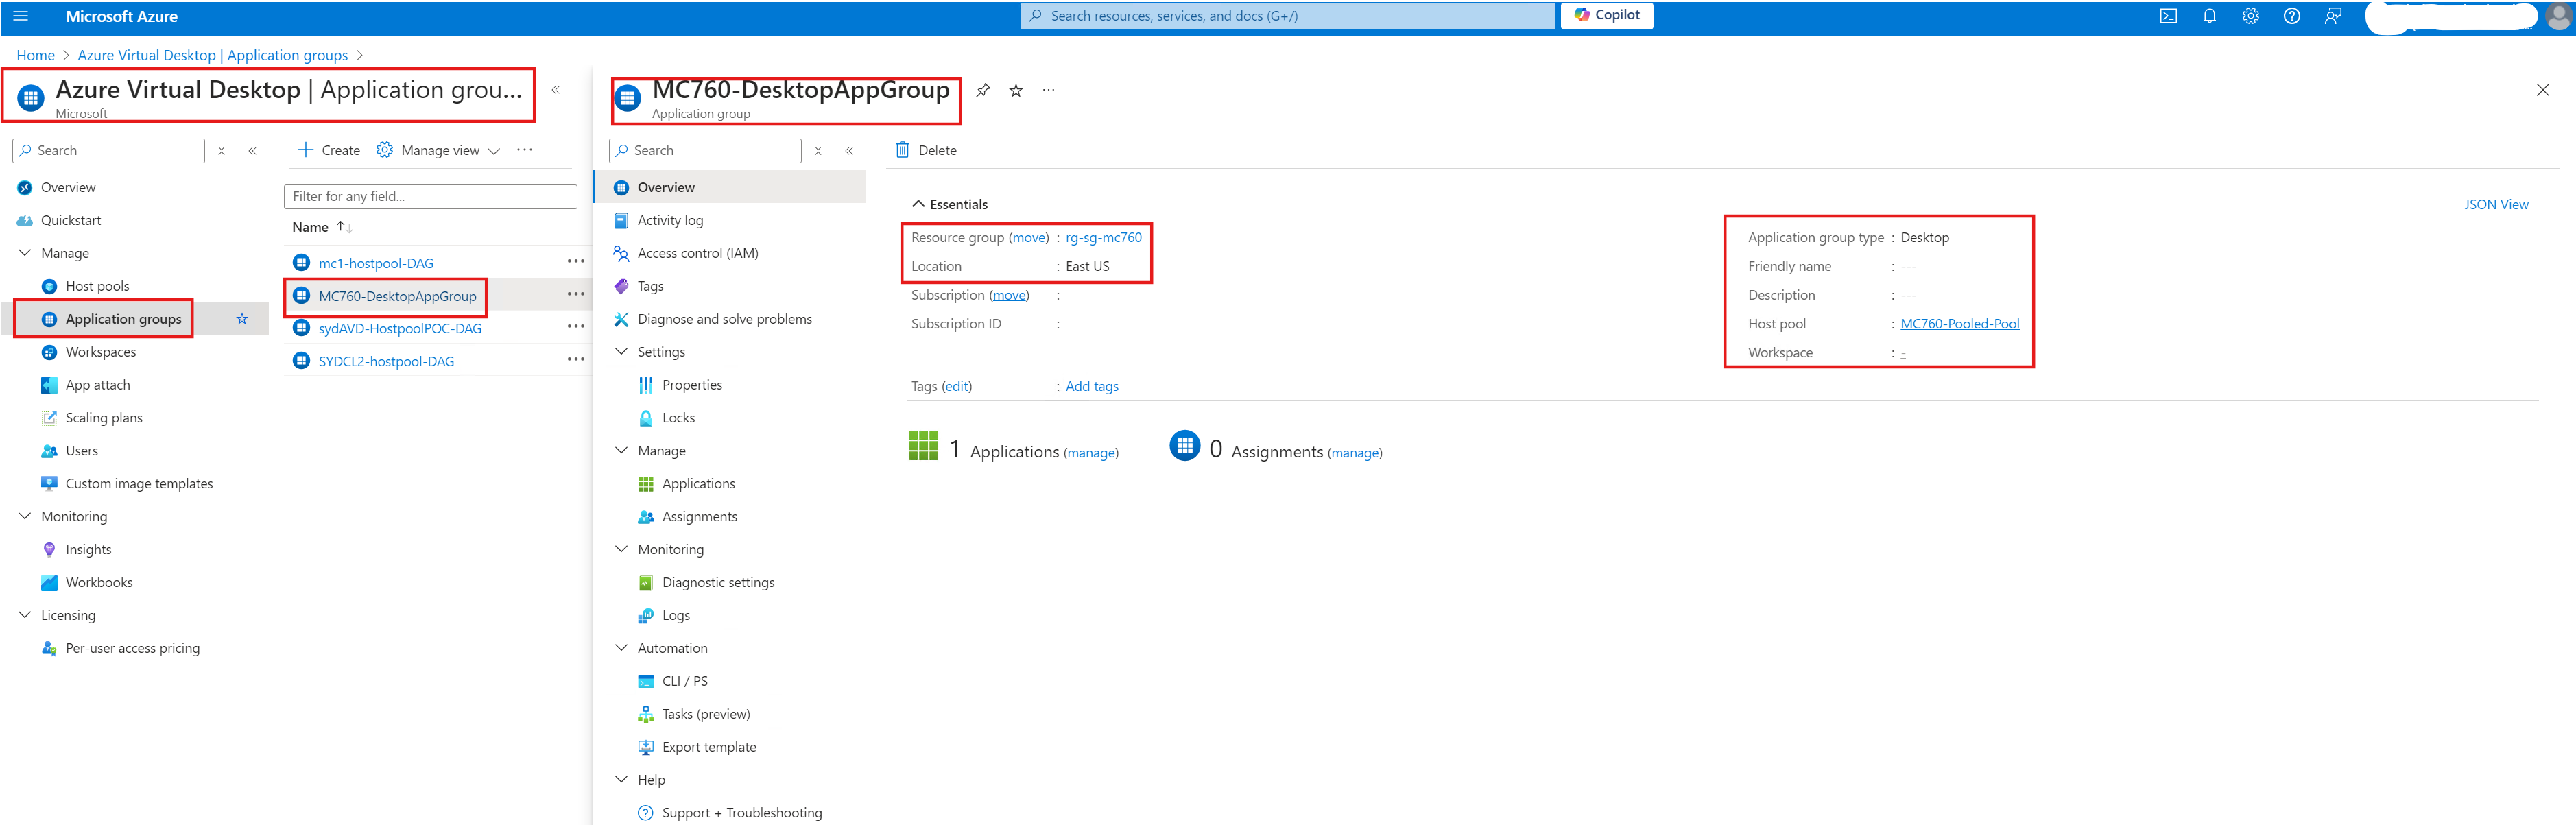 Microsoft Azure
Search resources, services, and docs (G+/)
Copilot
Home > Azure Virtual Desktop | Application groups >
Azure Virtual Desktop | Application grou...
Microsoft
Search
Overview
Quickstart
Manage
Host pools
Application groups
Workspaces
App attach
Scaling plans
Users
Custom image templates
Monitoring
Insights
Workbooks
Licensing
Per-user access pricing
Create
Manage view
Filter for any field...
Name
mc1-hostpool-DAG
MC760-DesktopAppGroup
sydAVD-HostpoolPOC-DAG
SYDCL2-hostpool-DAG
MC760-DesktopAppGroup
Application group
Search
Overview
Activity log
Access control (IAM)
Tags
Diagnose and solve problems
Settings
Properties
Locks
Manage
Applications
Assignments
Monitoring
Diagnostic settings
Logs
Automation
CLI / PS
Tasks (preview)
Export template
Help
Support + Troubleshooting
Delete
Essentials
JSON View
Resource group (move) : rg-sg-mc760
Location : East US
Subscription (move) :
Subscription ID :
Tags (edit) : Add tags
Application group type : Desktop
Friendly name : ---
Description : ---
Host pool : MC760-Pooled-Pool
Workspace : -
1 Applications (manage)
0 Assignments (manage)